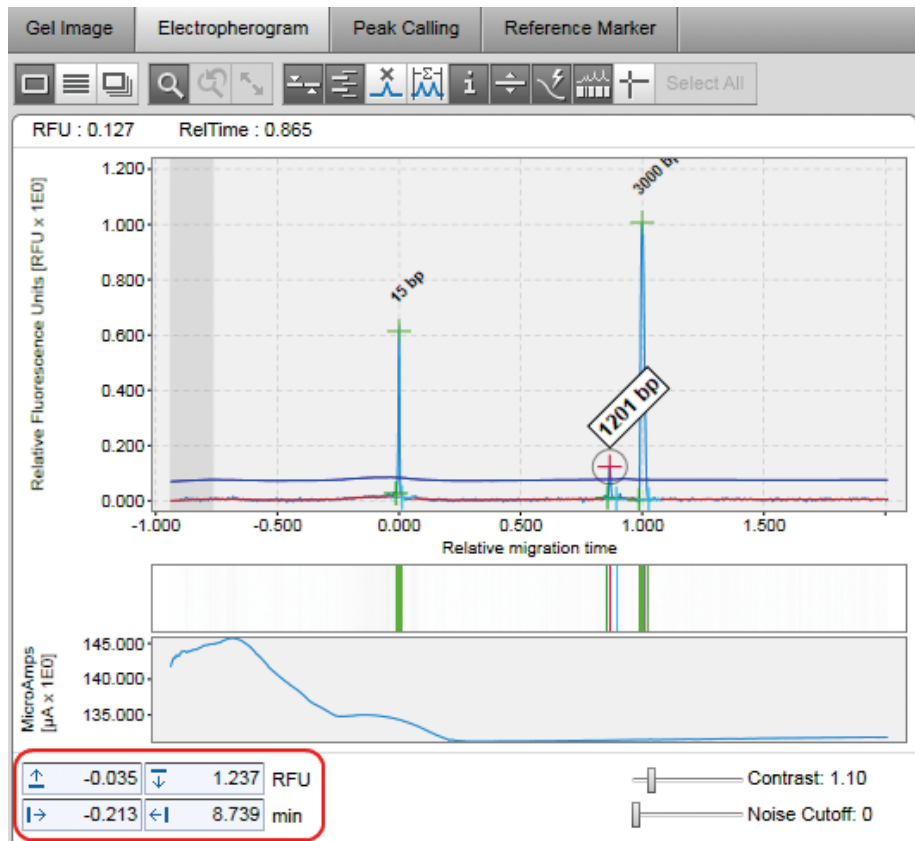 Gel Image Electropherogram Peak Calling Reference Marker
Σ i Select All
RFU : 0.127 RelTime : 0.865
Relative Fluorescence Units [RFU x 1E0]
1.200
1.000
0.800
0.600
0.400
0.200
0.000
15 bp
1201 bp
3000 bp
-1.000 -0.500 0.000 0.500 1.000 1.500
Relative migration time
MicroAmps
[µA x 1E0]
145.000
140.000
135.000
-0.035 1.237 RFU
-0.213 8.739 min
Contrast: 1.10
Noise Cutoff: 0